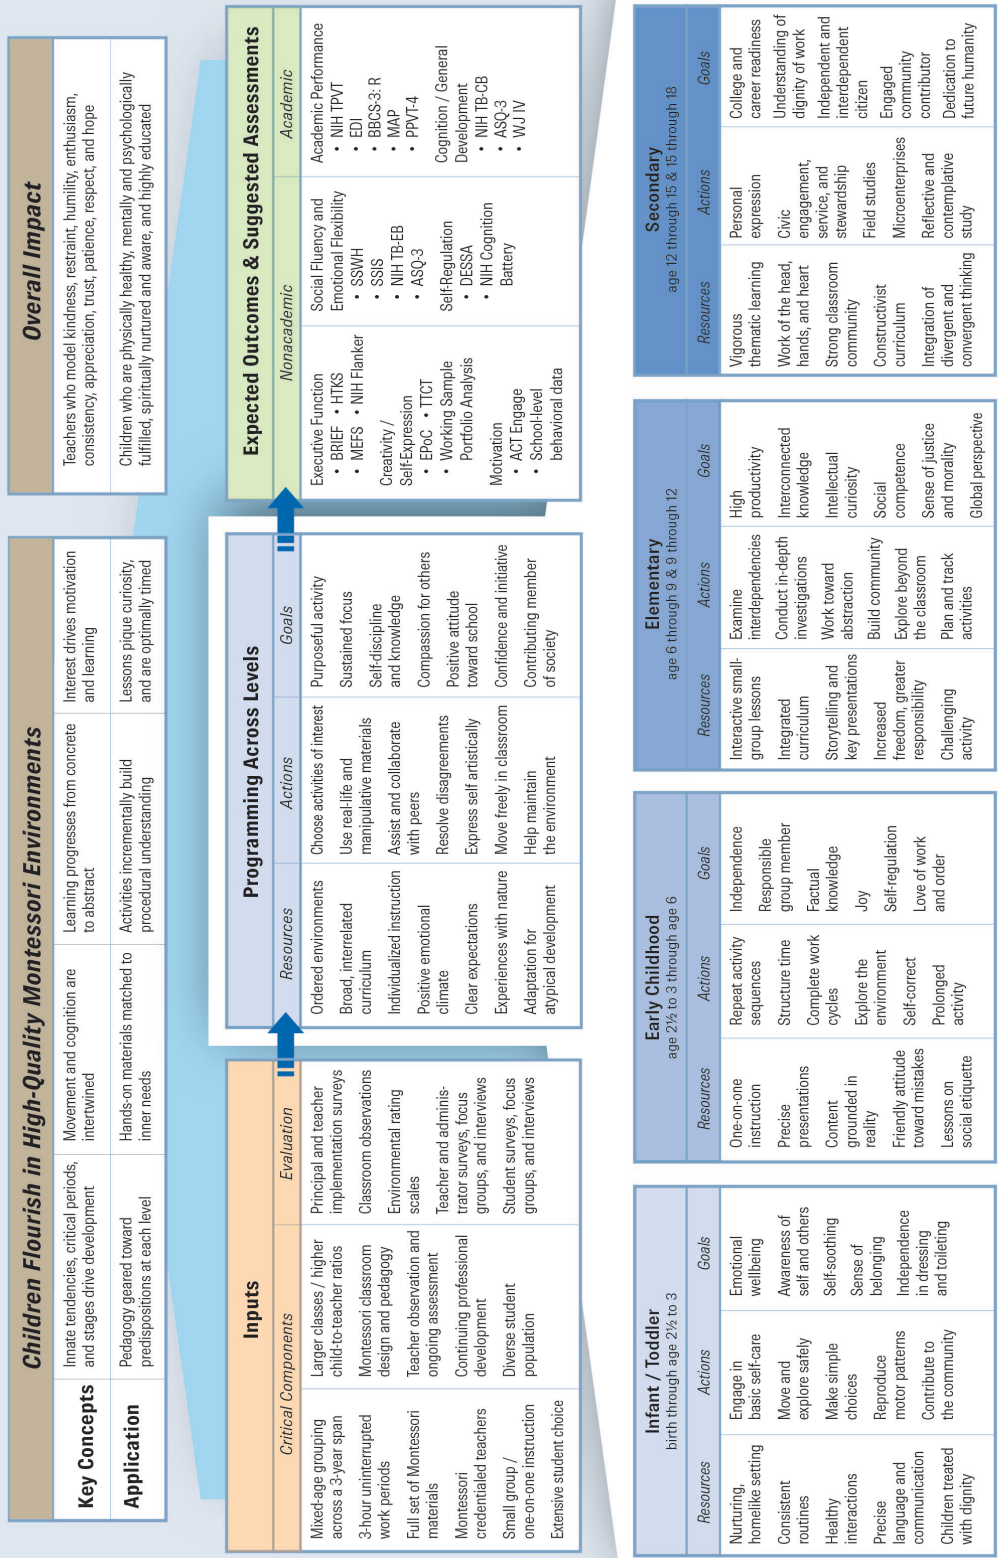 Children Flourish in High-Quality Montessori Environments
Key Concepts
Innate tendencies, critical periods,
and stages drive development
Movement and cognition are
intertwined
Learning progresses from concrete
to abstract
Interest drives motivation
and learning
Application
Pedagogy geared toward
predispositions at each level
Hands-on materials matched to
inner needs
Activities incrementally build
procedural understanding
Lessons pique curiosity,
and are optimally timed
Overall Impact
Teachers who model kindness, restraint, humility, enthusiasm,
consistency, appreciation, trust, patience, respect, and hope
Children who are physically healthy, mentally and psychologically
fulfilled, spiritually nurtured and aware, and highly educated
Inputs
Critical Components
Evaluation
Mixed-age grouping
across a 3-year span
3-hour uninterrupted
work periods
Full set of Montessori
materials
Montessori
credentialed teachers
Small group /
one-on-one instruction
Extensive student choice
Larger classes / higher
child-to-teacher ratios
Montessori classroom
design and pedagogy
Teacher observation and
ongoing assessment
Continuing professional
development
Diverse student
population
Principal and teacher
implementation surveys
Classroom observations
Environmental rating
scales
Teacher and adminis-
trator surveys, focus
groups, and interviews
Student surveys, focus
groups, and interviews
Programming Across Levels
Resources
Actions
Goals
Ordered environments
Broad, interrelated
curriculum
Individualized instruction
Positive emotional
climate
Clear expectations
Experiences with nature
Adaptation for
atypical development
Choose activities of interest
Use real-life and
manipulative materials
Assist and collaborate
with peers
Resolve disagreements
Express self artistically
Move freely in classroom
Help maintain
the environment
Purposeful activity
Sustained focus
Self-discipline
and knowledge
Compassion for others
Positive attitude
toward school
Confidence and initiative
Contributing member
of society
Expected Outcomes & Suggested Assessments
Nonacademic
Academic
Executive Function
• BRIEF • HTKS
• MEFS • NIH Flanker
Creativity /
Self-Expression
• EPoC • TTCT
• Working Sample
Portfolio Analysis
Motivation
• ACT Engage
• School-level
behavioral data
Social Fluency and
Emotional Flexibility
• SSWH
• SSIS
• NIH TB-EB
• ASQ-3
Self-Regulation
• DESSA
• NIH Cognition
Battery
Academic Performance
• NIH TPVT
• EDI
• BBCS-3: R
• MAP
• PPVT-4
Cognition / General
Development
• NIH TB-CB
• ASQ-3
• WJ IV
Infant / Toddler
birth through age 2½ to 3
Resources
Actions
Goals
Nurturing,
homelike setting
Consistent
routines
Healthy
interactions
Precise
language and
communication
Children treated
with dignity
Engage in
basic self-care
Move and
explore safely
Make simple
choices
Reproduce
motor patterns
Contribute to
the community
Emotional
wellbeing
Awareness of
self and others
Self-soothing
Sense of
belonging
Independence
in dressing
and toileting
Early Childhood
age 2½ to 3 through age 6
Resources
Actions
Goals
One-on-one
instruction
Precise
presentations
Content
grounded in
reality
Friendly attitude
toward mistakes
Lessons on
social etiquette
Repeat activity
sequences
Structure time
Complete work
cycles
Explore the
environment
Self-correct
Prolonged
activity
Independence
Responsible
group member
Factual
knowledge
Joy
Self-regulation
Love of work
and order
Elementary
age 6 through 9 & 9 through 12
Resources
Actions
Goals
Interactive small-
group lessons
Integrated
curriculum
Storytelling and
key presentations
Increased
freedom, greater
responsibility
Challenging
activity
Examine
interdependencies
Conduct in-depth
investigations
Work toward
abstraction
Build community
Explore beyond
the classroom
Plan and track
activities
High
productivity
Interconnected
knowledge
Intellectual
curiosity
Social
competence
Sense of justice
and morality
Global perspective
Secondary
age 12 through 15 & 15 through 18
Resources
Actions
Goals
Vigorous
thematic learning
Work of the head,
hands, and heart
Strong classroom
community
Constructivist
curriculum
Integration of
divergent and
convergent thinking
Personal
expression
Civic
engagement,
service, and
stewardship
Field studies
Microenterprises
Reflective and
contemplative
study
College and
career readiness
Understanding of
dignity of work
Independent and
interdependent
citizen
Engaged
community
contributor
Dedication to
future humanity